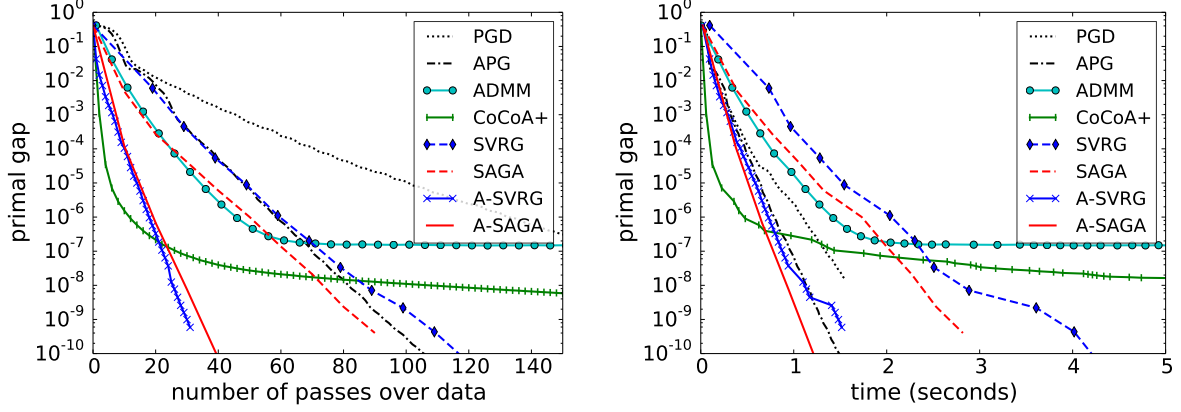 10^0
10^-1
10^-2
10^-3
10^-4
10^-5
10^-6
10^-7
10^-8
10^-9
10^-10
primal gap
0 20 40 60 80 100 120 140
number of passes over data
PGD
APG
ADMM
CoCoA+
SVRG
SAGA
A-SVRG
A-SAGA
10^0
10^-1
10^-2
10^-3
10^-4
10^-5
10^-6
10^-7
10^-8
10^-9
10^-10
primal gap
0 1 2 3 4 5
time (seconds)
PGD
APG
ADMM
CoCoA+
SVRG
SAGA
A-SVRG
A-SAGA